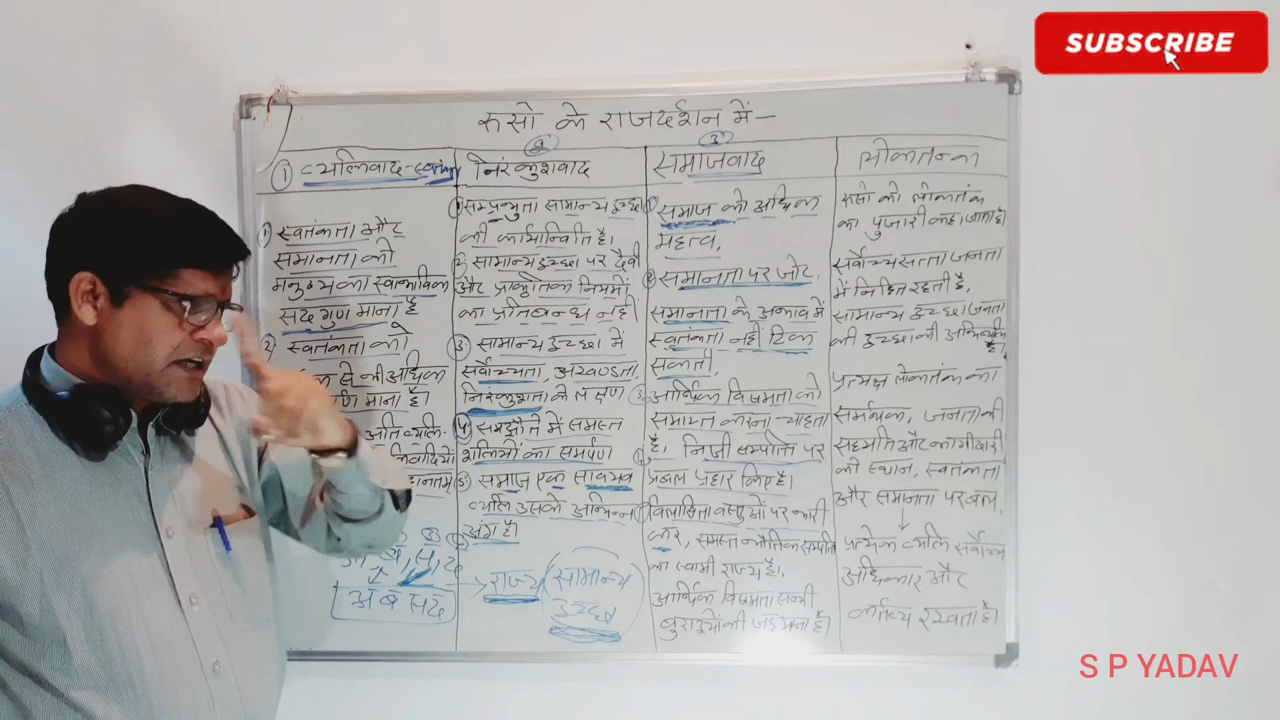 SUBSCRIBE
रूसो के राजदर्शन में-
① व्यक्तिवाद-
② निरंकुशवाद
③ समाजवाद
लोकतन्त्र
① स्वतंत्रता और
समानता को
मनुष्य का स्वाभाविक
सद गुण माना है
② स्वतंत्रता को
से भी अधिक
माना है।
अति व्यक्ति-
① सम्प्रभुता सामान्य इच्छा
की कार्यान्विति है।
② सामान्य इच्छा पर दैवी
और प्राकृतिक नियमों
का प्रतिबन्ध नहीं
③ सामान्य इच्छा में
सर्वोच्चता, अखण्डता,
निरंकुशता के लक्षण
④ समझौते में समस्त
शक्तियों का समर्पण
⑤ समाज एक सावयव
व्यक्ति उसके अभिन्न
अंग है।
अ ब स द
राज्य (सामान्य
इच्छा)
① समाज को अधिक
महत्व,
② समानता पर जोर,
समानता के अभाव में
स्वतंत्रता नहीं टिक
सकती,
③ आर्थिक विषमता को
समाप्त करना चाहता
है। निजी सम्पत्ति पर
प्रबल प्रहार किए है।
विलासिता वस्तुओं पर भारी
कर, समस्त भौतिक सम्पत्ति
का स्वामी राज्य है।
आर्थिक विषमता सभी
बुराइयों की जड़ माना है।
रूसो को लोकतंत्र
का पुजारी कहा जाता है।
सर्वोच्च सत्ता जनता
में निहित रहती है,
सामान्य इच्छा जनता
की इच्छा की अभिव्यक्ति
है।
प्रत्यक्ष लोकतंत्र का
समर्थक, जनता की
सहमति और भागीदारी
को स्थान, स्वतंत्रता
और समानता पर बल,
प्रत्येक व्यक्ति सर्वोच्च
अधिकार और
कर्तव्य रखता है।
S P YADAV